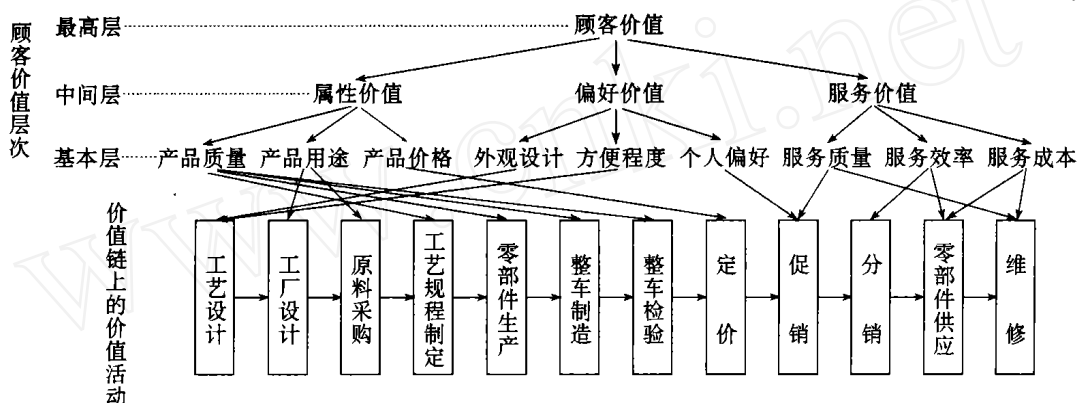 顾客价值层次
最高层 顾客价值
中间层 属性价值 偏好价值 服务价值
基本层 产品质量 产品用途 产品价格 外观设计 方便程度 个人偏好 服务质量 服务效率 服务成本
价值链上的价值活动
工艺设计
工厂设计
原料采购
工艺规程制定
零部件生产
整车制造
整车检验
定价
促销
分销
零部件供应
维修
www.cnki.net